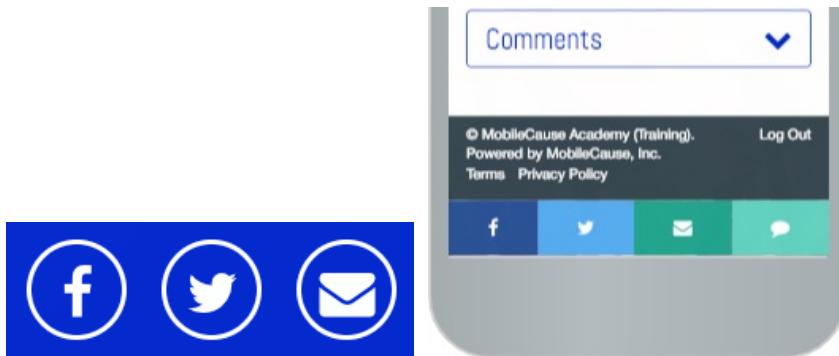 Comments
© MobileCause Academy (Training).
Log Out
Powered by MobileCause, Inc.
Terms Privacy Policy